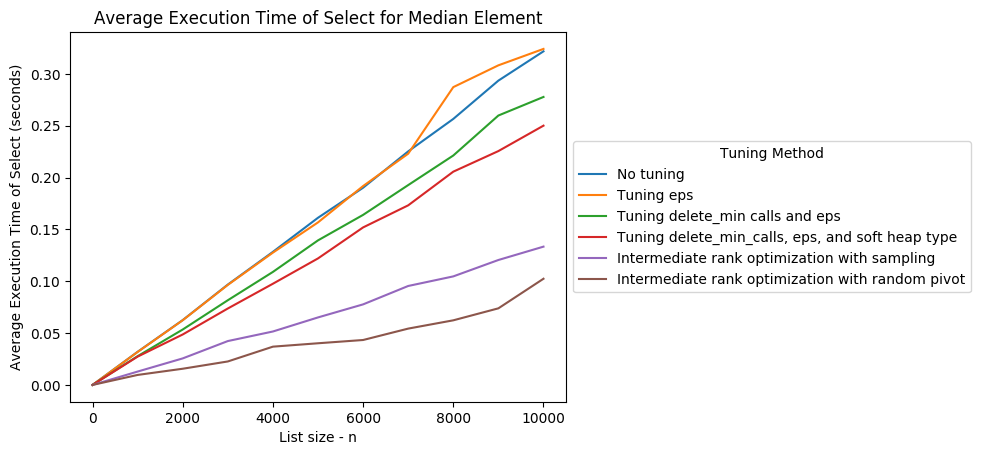 Average Execution Time of Select for Median Element
Average Execution Time of Select (seconds)
0.30
0.25
0.20
0.15
0.10
0.05
0.00
0 2000 4000 6000 8000 10000
List size - n
Tuning Method
No tuning
Tuning eps
Tuning delete_min calls and eps
Tuning delete_min_calls, eps, and soft heap type
Intermediate rank optimization with sampling
Intermediate rank optimization with random pivot